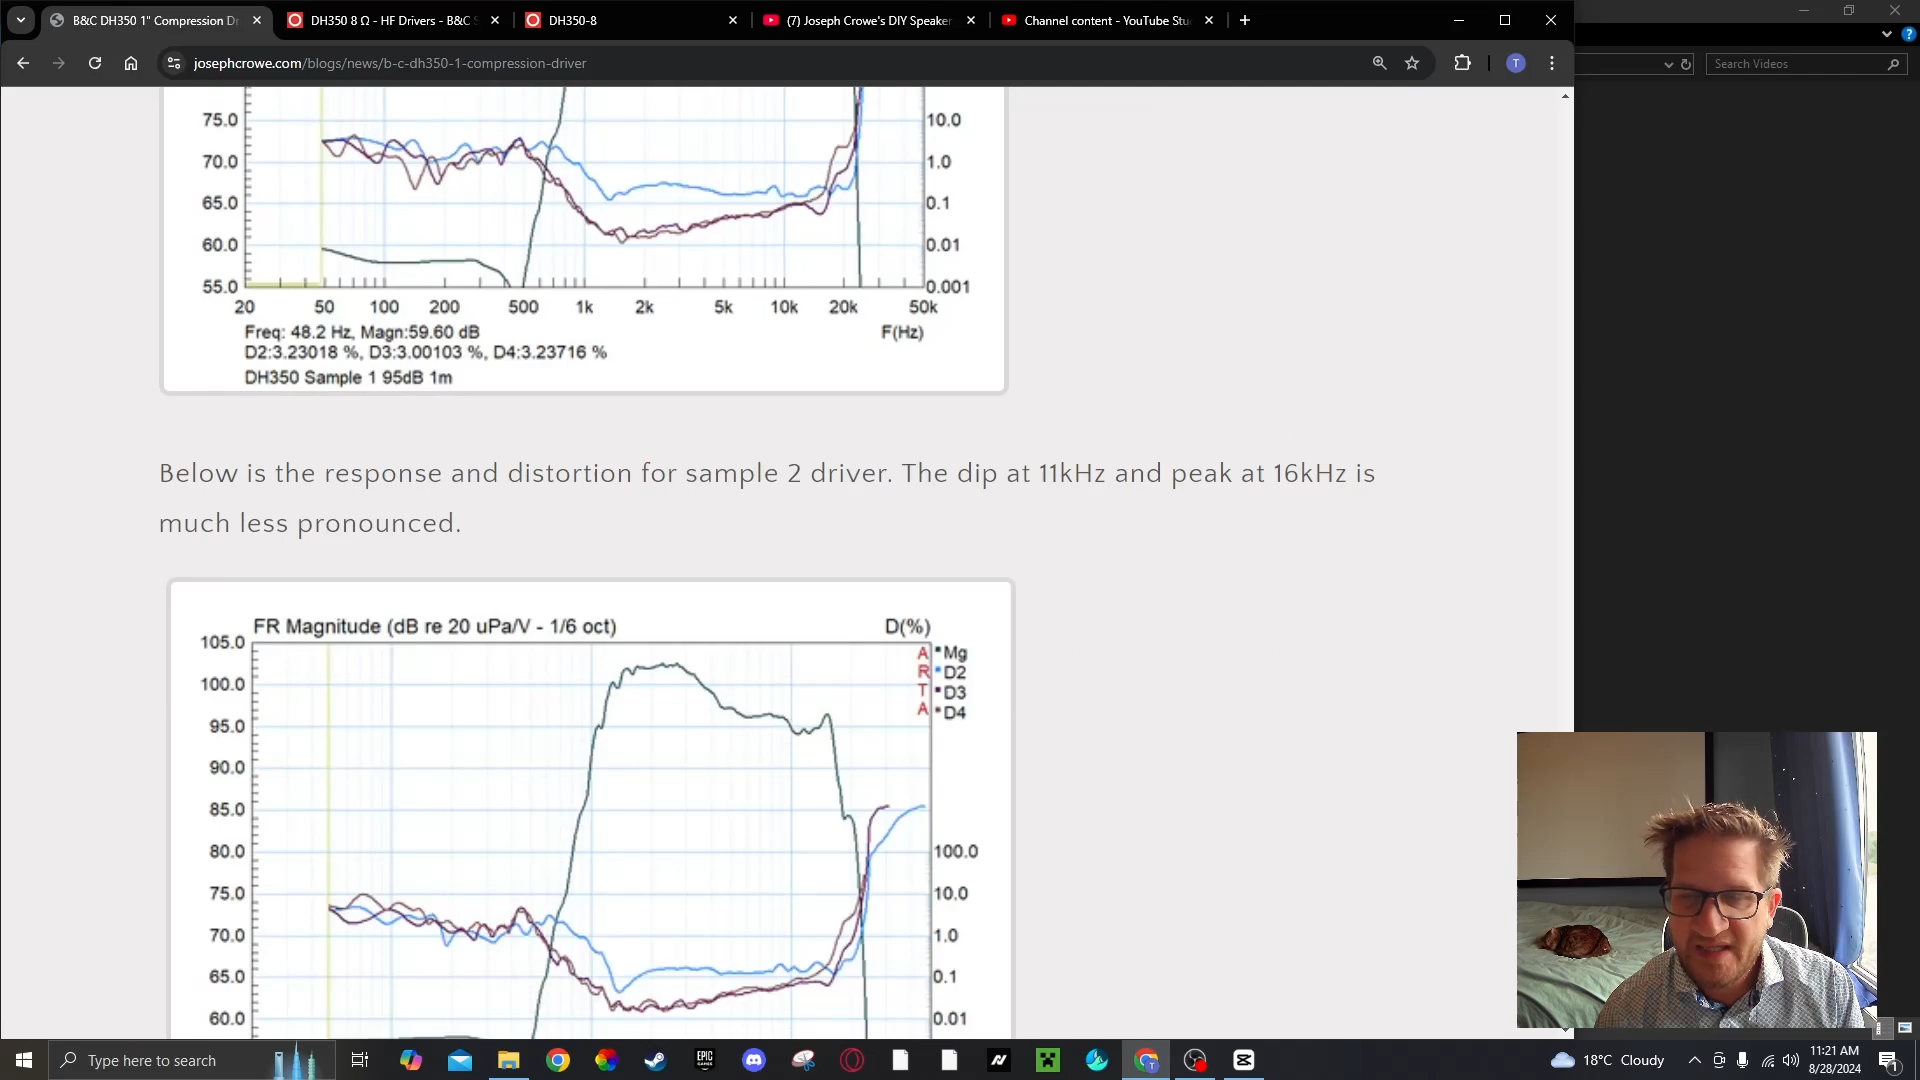 B&C DH350 1" Compression Dr
DH350 8 Ω - HF Drivers - B&C S
DH350-8
(7) Joseph Crowe's DIY Speaker
Channel content - YouTube Stu
josephcrowe.com/blogs/news/b-c-dh350-1-compression-driver
T
Search Videos
75.0
10.0
70.0
1.0
65.0
0.1
60.0
0.01
55.0
0.001
20 50 100 200 500 1k 2k 5k 10k 20k 50k
Freq: 48.2 Hz, Magn:59.60 dB
F(Hz)
D2:3.23018 %, D3:3.00103 %, D4:3.23716 %
DH350 Sample 1 95dB 1m
Below is the response and distortion for sample 2 driver. The dip at 11kHz and peak at 16kHz is
much less pronounced.
FR Magnitude (dB re 20 uPa/V - 1/6 oct)
D(%)
105.0
A Mg
R D2
100.0
T D3
A D4
95.0
90.0
85.0
80.0
100.0
75.0
10.0
70.0
1.0
65.0
0.1
60.0
0.01
Type here to search
EPIC
GAMES
18°C Cloudy
11:21 AM
8/28/2024
1